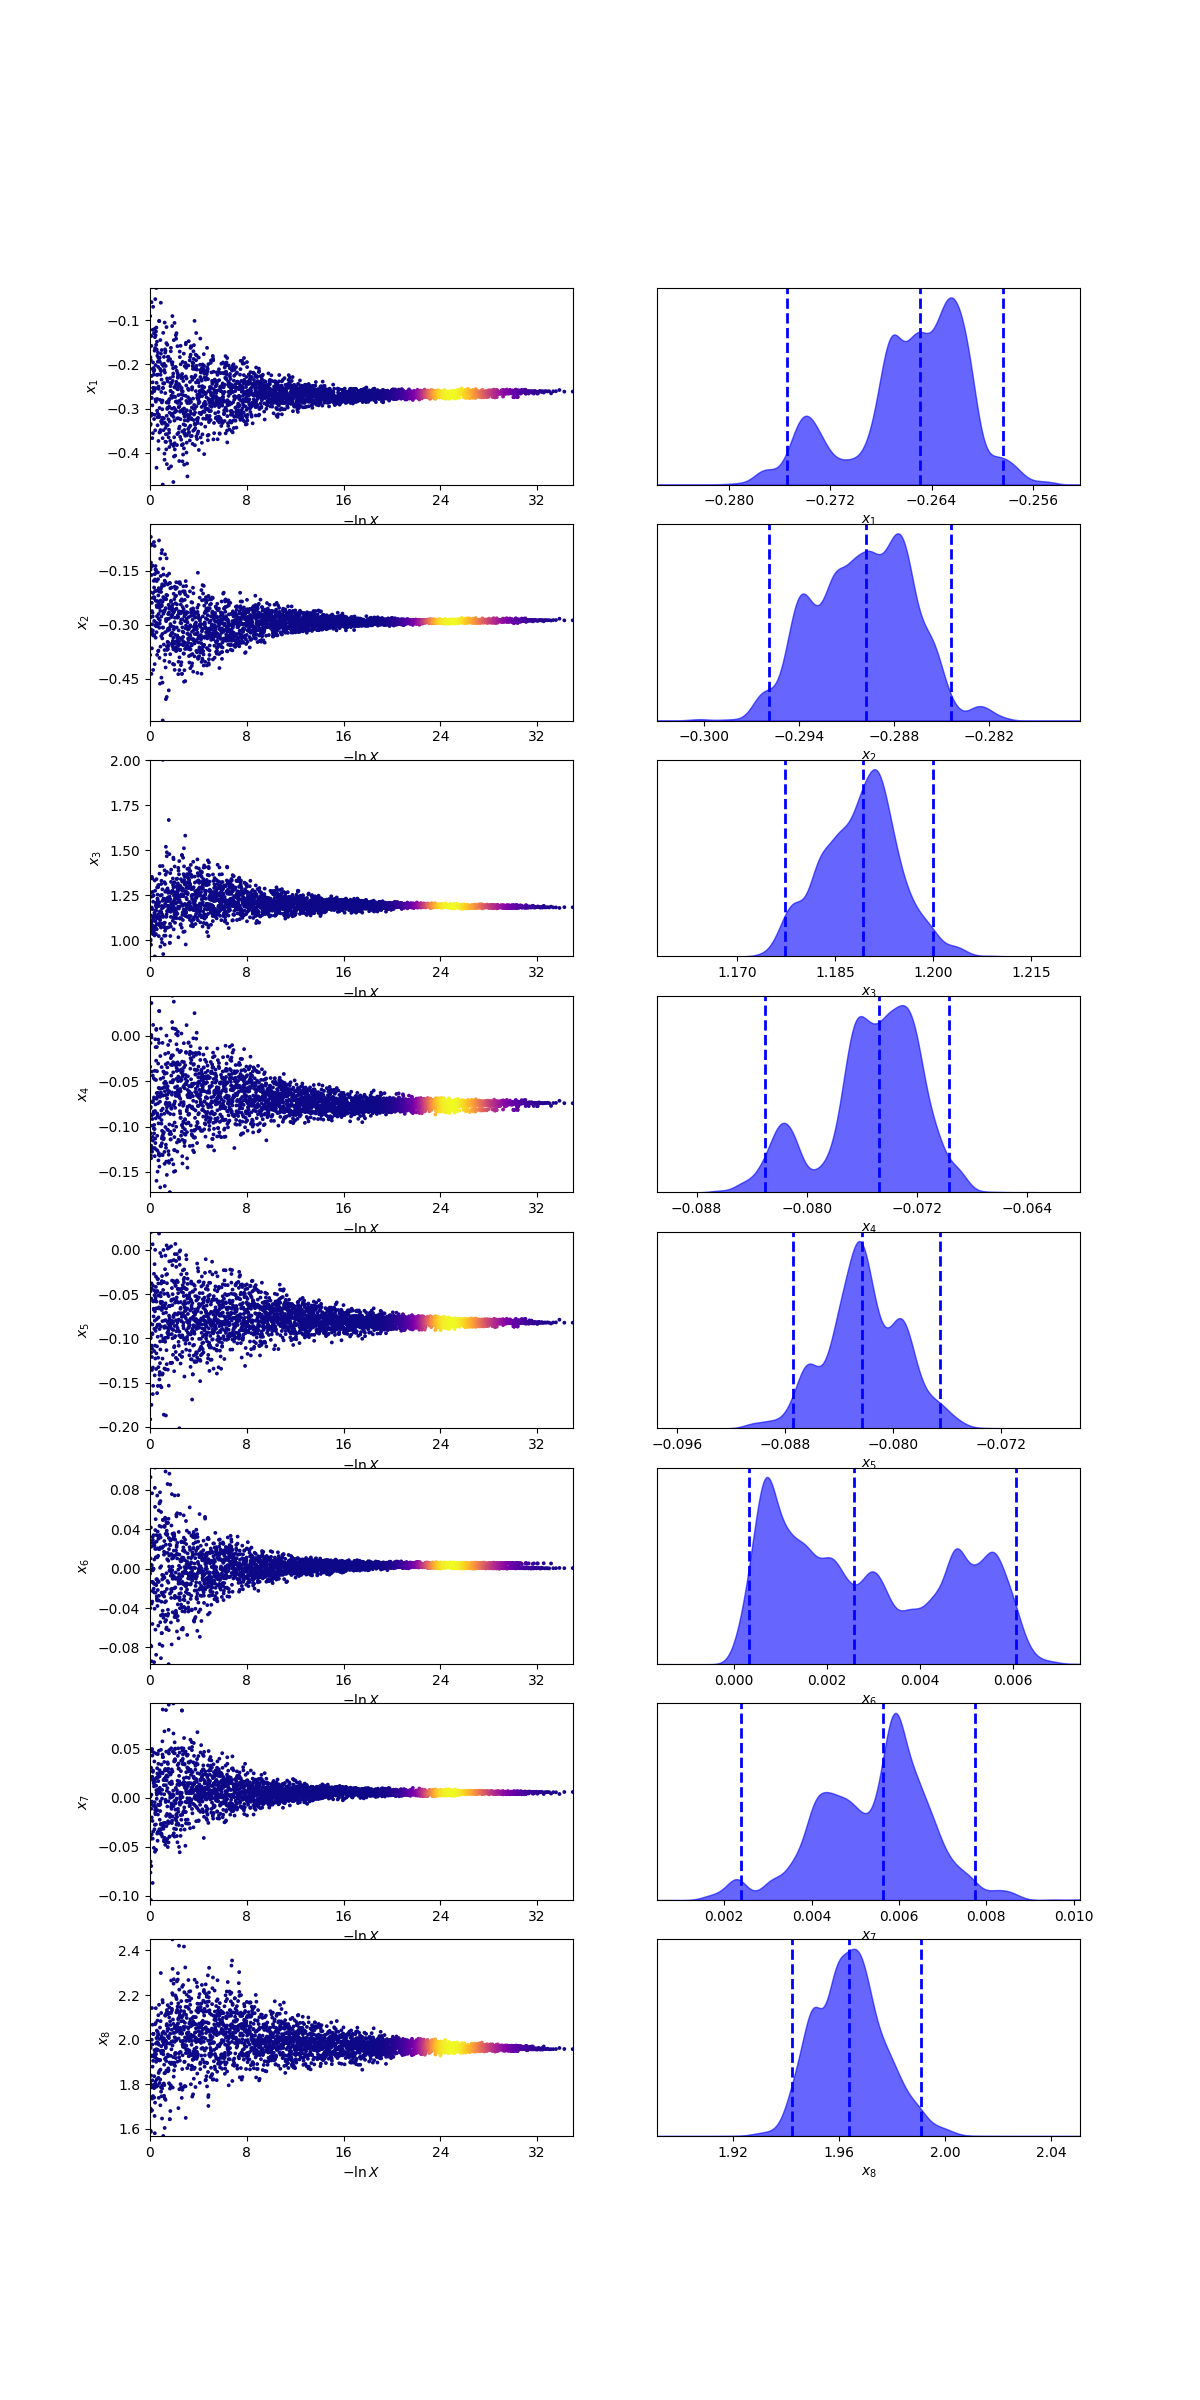 −0.1
−0.2
−0.3
−0.4
x1
0 8 16 24 32
−ln X
−0.280 −0.272 −0.264 −0.256
x1
−0.15
−0.30
−0.45
x2
0 8 16 24 32
−ln X
−0.300 −0.294 −0.288 −0.282
x2
2.00
1.75
1.50
1.25
1.00
x3
0 8 16 24 32
−ln X
1.170 1.185 1.200 1.215
x3
0.00
−0.05
−0.10
−0.15
x4
0 8 16 24 32
−ln X
−0.088 −0.080 −0.072 −0.064
x4
0.00
−0.05
−0.10
−0.15
−0.20
x5
0 8 16 24 32
−ln X
−0.096 −0.088 −0.080 −0.072
x5
0.08
0.04
0.00
−0.04
−0.08
x6
0 8 16 24 32
−ln X
0.000 0.002 0.004 0.006
x6
0.05
0.00
−0.05
−0.10
x7
0 8 16 24 32
−ln X
0.002 0.004 0.006 0.008 0.010
x7
2.4
2.2
2.0
1.8
1.6
x8
0 8 16 24 32
−ln X
1.92 1.96 2.00 2.04
x8